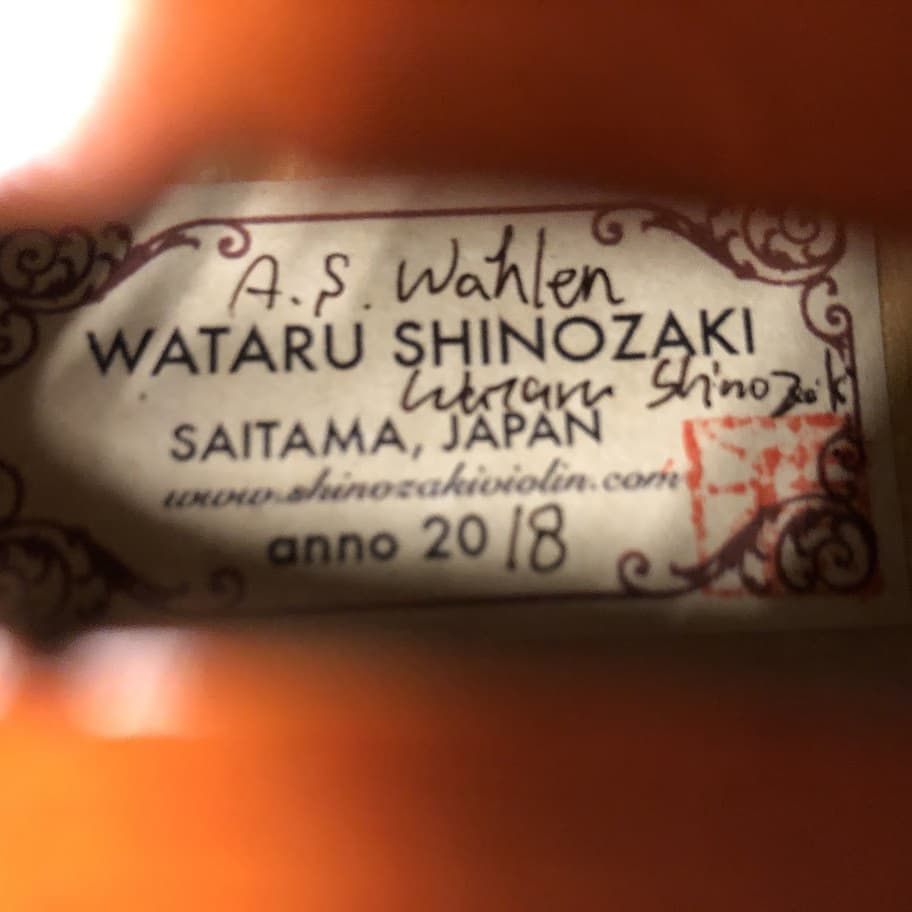 A.S. Wahlen
WATARU SHINOZAKI
Wataru Shinozaki
SAITAMA, JAPAN
www.shinozakiviolin.com
anno 2018